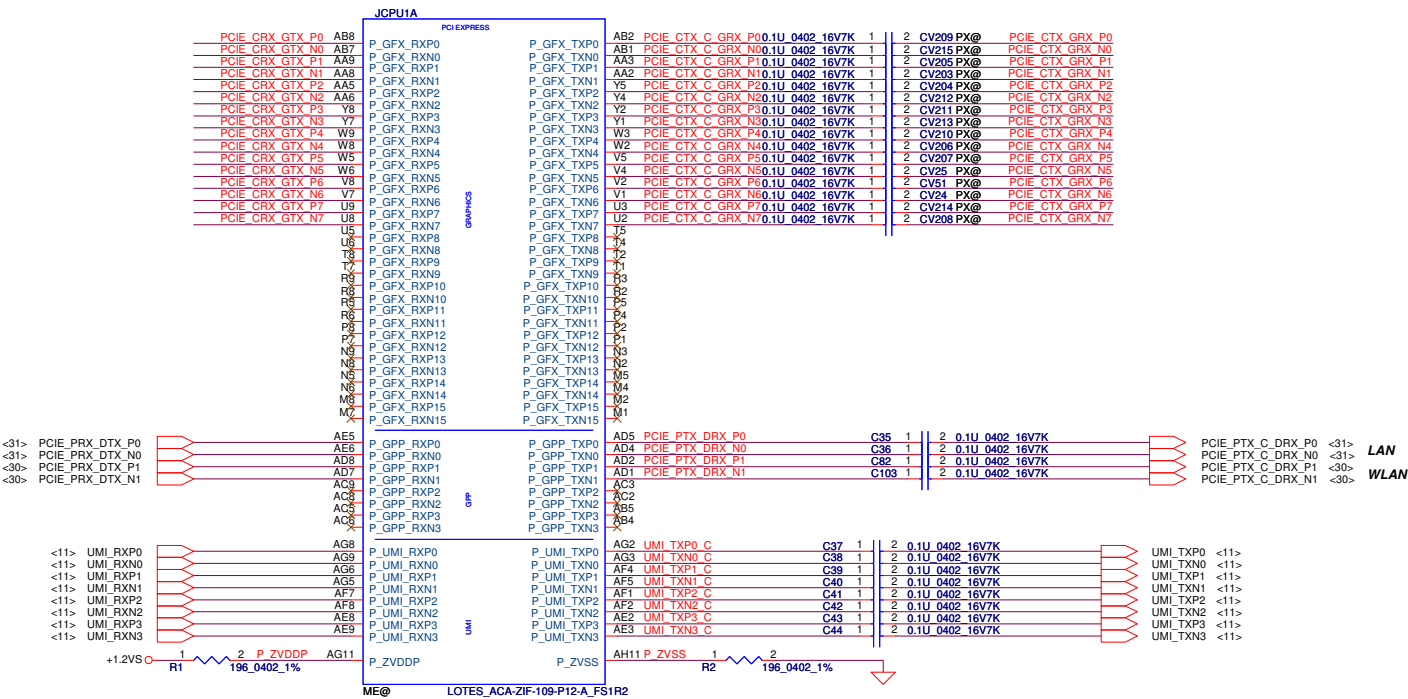 JCPU1A
PCI EXPRESS
PCIE_CRX_GTX_P0 AB8 P_GFX_RXP0 P_GFX_TXP0 AB2 PCIE_CTX_C_GRX_P0 0.1U_0402_16V7K 1 2 CV209 PX@ PCIE_CTX_GRX_P0
PCIE_CRX_GTX_N0 AB7 P_GFX_RXN0 P_GFX_TXN0 AB1 PCIE_CTX_C_GRX_N0 0.1U_0402_16V7K 1 2 CV215 PX@ PCIE_CTX_GRX_N0
PCIE_CRX_GTX_P1 AA9 P_GFX_RXP1 P_GFX_TXP1 AA3 PCIE_CTX_C_GRX_P1 0.1U_0402_16V7K 1 2 CV205 PX@ PCIE_CTX_GRX_P1
PCIE_CRX_GTX_N1 AA8 P_GFX_RXN1 P_GFX_TXN1 AA2 PCIE_CTX_C_GRX_N1 0.1U_0402_16V7K 1 2 CV203 PX@ PCIE_CTX_GRX_N1
PCIE_CRX_GTX_P2 AA5 P_GFX_RXP2 P_GFX_TXP2 Y5 PCIE_CTX_C_GRX_P2 0.1U_0402_16V7K 1 2 CV204 PX@ PCIE_CTX_GRX_P2
PCIE_CRX_GTX_N2 AA6 P_GFX_RXN2 P_GFX_TXN2 Y4 PCIE_CTX_C_GRX_N2 0.1U_0402_16V7K 1 2 CV212 PX@ PCIE_CTX_GRX_N2
PCIE_CRX_GTX_P3 Y8 P_GFX_RXP3 P_GFX_TXP3 Y2 PCIE_CTX_C_GRX_P3 0.1U_0402_16V7K 1 2 CV211 PX@ PCIE_CTX_GRX_P3
PCIE_CRX_GTX_N3 Y7 P_GFX_RXN3 P_GFX_TXN3 Y1 PCIE_CTX_C_GRX_N3 0.1U_0402_16V7K 1 2 CV213 PX@ PCIE_CTX_GRX_N3
PCIE_CRX_GTX_P4 W9 P_GFX_RXP4 P_GFX_TXP4 W3 PCIE_CTX_C_GRX_P4 0.1U_0402_16V7K 1 2 CV210 PX@ PCIE_CTX_GRX_P4
PCIE_CRX_GTX_N4 W8 P_GFX_RXN4 P_GFX_TXN4 W2 PCIE_CTX_C_GRX_N4 0.1U_0402_16V7K 1 2 CV206 PX@ PCIE_CTX_GRX_N4
PCIE_CRX_GTX_P5 W5 P_GFX_RXP5 P_GFX_TXP5 V5 PCIE_CTX_C_GRX_P5 0.1U_0402_16V7K 1 2 CV207 PX@ PCIE_CTX_GRX_P5
PCIE_CRX_GTX_N5 W6 P_GFX_RXN5 P_GFX_TXN5 V4 PCIE_CTX_C_GRX_N5 0.1U_0402_16V7K 1 2 CV25 PX@ PCIE_CTX_GRX_N5
PCIE_CRX_GTX_P6 V8 P_GFX_RXP6 P_GFX_TXP6 V2 PCIE_CTX_C_GRX_P6 0.1U_0402_16V7K 1 2 CV51 PX@ PCIE_CTX_GRX_P6
PCIE_CRX_GTX_N6 V7 P_GFX_RXN6 P_GFX_TXN6 V1 PCIE_CTX_C_GRX_N6 0.1U_0402_16V7K 1 2 CV24 PX@ PCIE_CTX_GRX_N6
PCIE_CRX_GTX_P7 U9 P_GFX_RXP7 P_GFX_TXP7 U3 PCIE_CTX_C_GRX_P7 0.1U_0402_16V7K 1 2 CV214 PX@ PCIE_CTX_GRX_P7
PCIE_CRX_GTX_N7 U8 P_GFX_RXN7 P_GFX_TXN7 U2 PCIE_CTX_C_GRX_N7 0.1U_0402_16V7K 1 2 CV208 PX@ PCIE_CTX_GRX_N7
GRAPHICS
U5 P_GFX_RXP8 P_GFX_TXP8 T5
U6 P_GFX_RXN8 P_GFX_TXN8 T4
T8 P_GFX_RXP9 P_GFX_TXP9 T2
T7 P_GFX_RXN9 P_GFX_TXN9 T1
R9 P_GFX_RXP10 P_GFX_TXP10 R3
R8 P_GFX_RXN10 P_GFX_TXN10 R2
R5 P_GFX_RXP11 P_GFX_TXP11 P5
R6 P_GFX_RXN11 P_GFX_TXN11 P4
P8 P_GFX_RXP12 P_GFX_TXP12 P2
P7 P_GFX_RXN12 P_GFX_TXN12 P1
N9 P_GFX_RXP13 P_GFX_TXP13 N3
N8 P_GFX_RXN13 P_GFX_TXN13 N2
N5 P_GFX_RXP14 P_GFX_TXP14 M5
N6 P_GFX_RXN14 P_GFX_TXN14 M4
M8 P_GFX_RXP15 P_GFX_TXP15 M2
M7 P_GFX_RXN15 P_GFX_TXN15 M1
<31> PCIE_PRX_DTX_P0 AE5 P_GPP_RXP0 P_GPP_TXP0 AD5 PCIE_PTX_DRX_P0 C35 1 2 0.1U_0402_16V7K PCIE_PTX_C_DRX_P0 <31>
<31> PCIE_PRX_DTX_N0 AE6 P_GPP_RXN0 P_GPP_TXN0 AD4 PCIE_PTX_DRX_N0 C36 1 2 0.1U_0402_16V7K PCIE_PTX_C_DRX_N0 <31> LAN
<30> PCIE_PRX_DTX_P1 AD8 P_GPP_RXP1 P_GPP_TXP1 AD2 PCIE_PTX_DRX_P1 C82 1 2 0.1U_0402_16V7K PCIE_PTX_C_DRX_P1 <30>
<30> PCIE_PRX_DTX_N1 AD7 P_GPP_RXN1 P_GPP_TXN1 AD1 PCIE_PTX_DRX_N1 C103 1 2 0.1U_0402_16V7K PCIE_PTX_C_DRX_N1 <30> WLAN
AC9 P_GPP_RXP2 P_GPP_TXP2 AC3
AC8 P_GPP_RXN2 GPP P_GPP_TXN2 AC2
AC5 P_GPP_RXP3 P_GPP_TXP3 AB5
AC6 P_GPP_RXN3 P_GPP_TXN3 AB4
<11> UMI_RXP0 AG8 P_UMI_RXP0 P_UMI_TXP0 AG2 UMI_TXP0_C C37 1 2 0.1U_0402_16V7K UMI_TXP0 <11>
<11> UMI_RXN0 AG9 P_UMI_RXN0 P_UMI_TXN0 AG3 UMI_TXN0_C C38 1 2 0.1U_0402_16V7K UMI_TXN0 <11>
<11> UMI_RXP1 AG6 P_UMI_RXP1 P_UMI_TXP1 AF4 UMI_TXP1_C C39 1 2 0.1U_0402_16V7K UMI_TXP1 <11>
<11> UMI_RXN1 AG5 P_UMI_RXN1 P_UMI_TXN1 AF5 UMI_TXN1_C C40 1 2 0.1U_0402_16V7K UMI_TXN1 <11>
<11> UMI_RXP2 AF7 P_UMI_RXP2 P_UMI_TXP2 AF1 UMI_TXP2_C C41 1 2 0.1U_0402_16V7K UMI_TXP2 <11>
<11> UMI_RXN2 AF8 P_UMI_RXN2 P_UMI_TXN2 AF2 UMI_TXN2_C C42 1 2 0.1U_0402_16V7K UMI_TXN2 <11>
<11> UMI_RXP3 AE8 P_UMI_RXP3 UMI P_UMI_TXP3 AE2 UMI_TXP3_C C43 1 2 0.1U_0402_16V7K UMI_TXP3 <11>
<11> UMI_RXN3 AE9 P_UMI_RXN3 P_UMI_TXN3 AE3 UMI_TXN3_C C44 1 2 0.1U_0402_16V7K UMI_TXN3 <11>
+1.2VS 1 2 P_ZVDDP AG11 P_ZVDDP P_ZVSS AH11 P_ZVSS 1 2
R1 196_0402_1% R2 196_0402_1%
ME@ LOTES_ACA-ZIF-109-P12-A_FS1R2